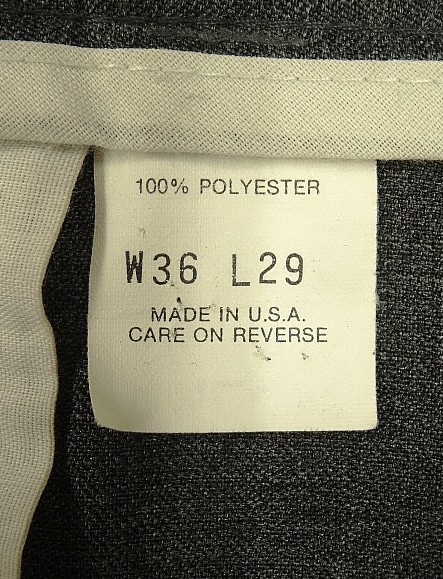 100% POLYESTER
W36 L29
MADE IN U.S.A.
CARE ON REVERSE